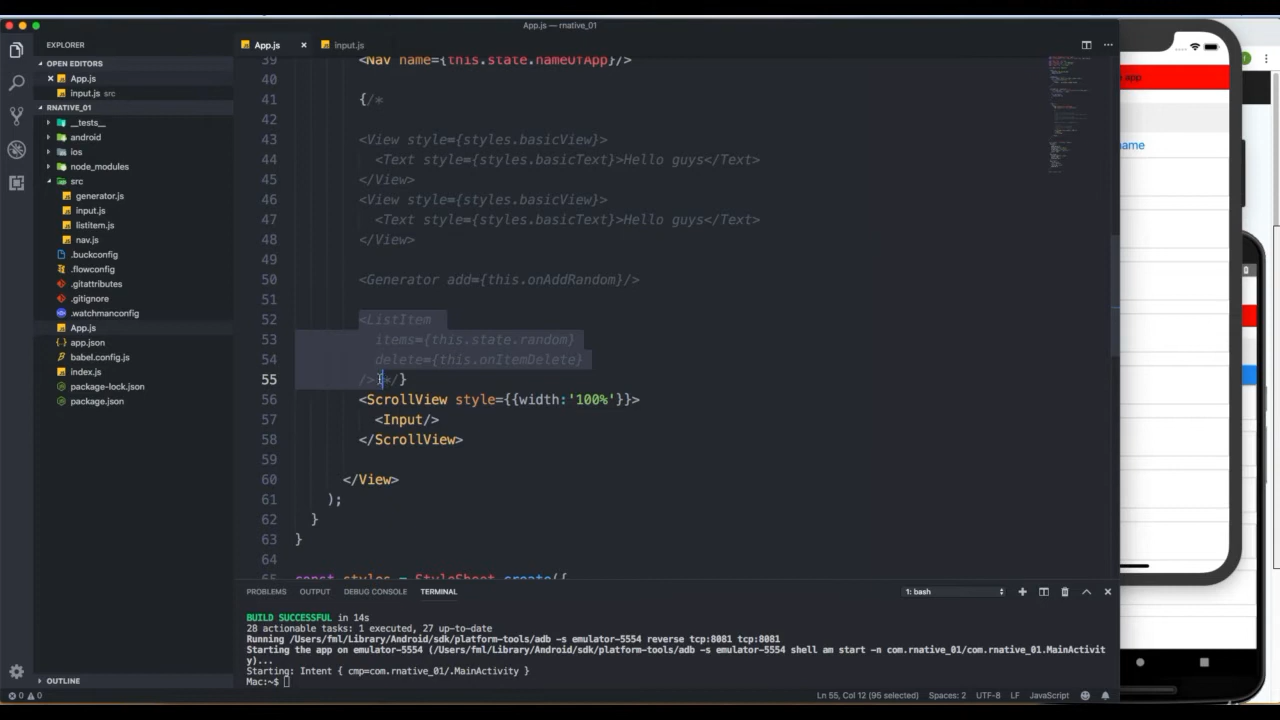 App.js — rnative_01
EXPLORER
OPEN EDITORS
App.js
input.js src
RNATIVE_01
__tests__
android
ios
node_modules
src
generator.js
input.js
listitem.js
nav.js
.buckconfig
.flowconfig
.gitattributes
.gitignore
.watchmanconfig
App.js
app.json
babel.config.js
index.js
package-lock.json
package.json
OUTLINE
App.js
input.js
39 <Nav name={this.state.nameOfApp}/>
40
41 {/*
42
43 <View style={styles.basicView}>
44 <Text style={styles.basicText}>Hello guys</Text>
45 </View>
46 <View style={styles.basicView}>
47 <Text style={styles.basicText}>Hello guys</Text>
48 </View>
49
50 <Generator add={this.onAddRandom}/>
51
52 <ListItem
53 items={this.state.random}
54 delete={this.onItemDelete}
55 />*/}
56 <ScrollView style={{width:'100%'}}>
57 <Input/>
58 </ScrollView>
59
60 </View>
61 );
62 }
63 }
64
65 const styles = StyleSheet.create({
PROBLEMS
OUTPUT
DEBUG CONSOLE
TERMINAL
1: bash
BUILD SUCCESSFUL in 14s
28 actionable tasks: 1 executed, 27 up-to-date
Running /Users/fml/Library/Android/sdk/platform-tools/adb -s emulator-5554 reverse tcp:8081 tcp:8081
Starting the app on emulator-5554 (/Users/fml/Library/Android/sdk/platform-tools/adb -s emulator-5554 shell am start -n com.rnative_01/com.rnative_01.MainActivit
y)...
Starting: Intent { cmp=com.rnative_01/.MainActivity }
Mac:~$
0 0
Ln 55, Col 12 (96 selected)
Spaces: 2
UTF-8
LF
JavaScript
app
ame